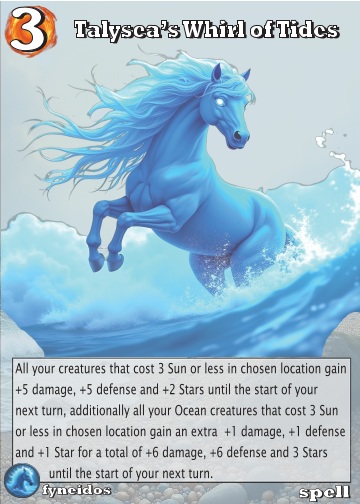 3 Talysea's Whirl of Tides
All your creatures that cost 3 Sun or less in chosen location gain
+5 damage, +5 defense and +2 Stars until the start of your
next turn, additionally all your Ocean creatures that cost 3 Sun
or less in chosen location gain an extra +1 damage, +1 defense
and +1 Star for a total of +6 damage, +6 defense and 3 Stars
until the start of your next turn.
fyneidos spell